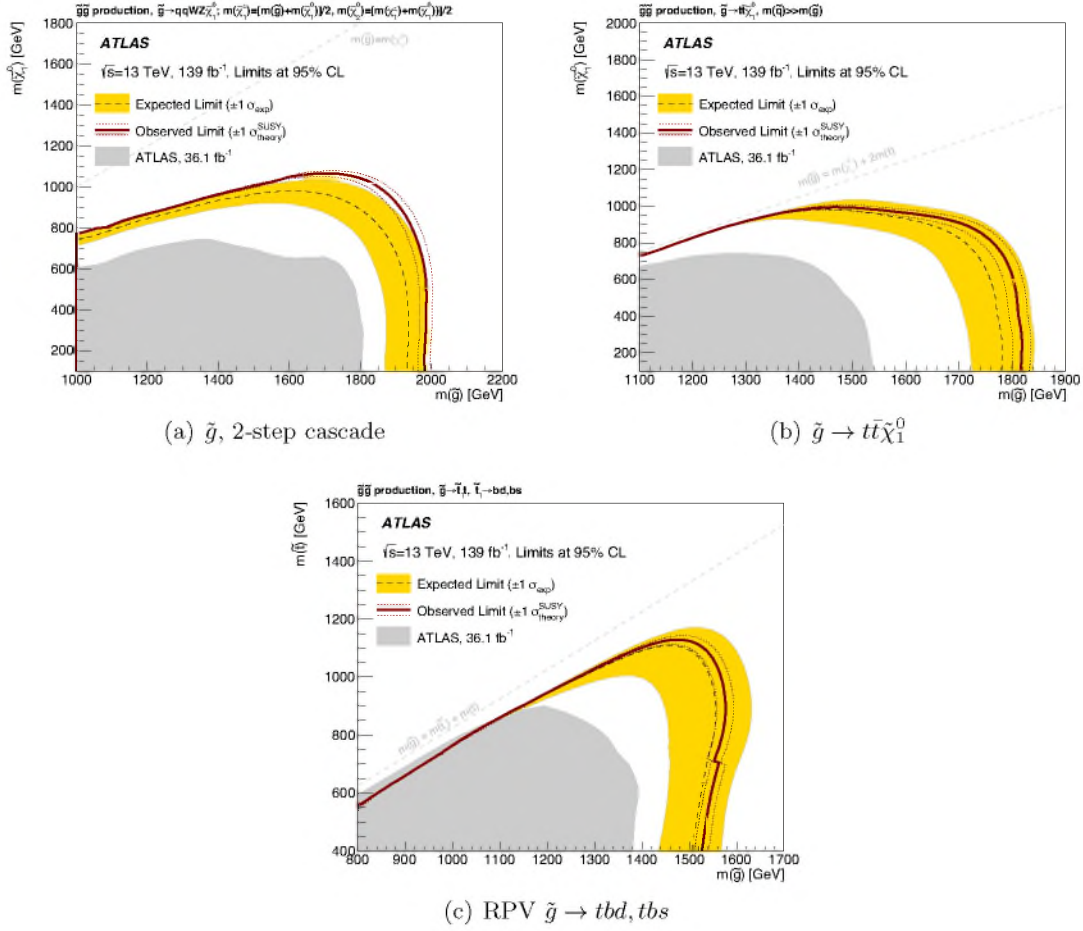 g̃g̃ production, g̃→qqWZχ̃₁⁰; m(χ̃₁±)=[m(g̃)+m(χ̃₁⁰)]/2, m(χ̃₂⁰)=[m(χ̃₁±)+m(χ̃₁⁰)]/2
m(χ̃₁⁰) [GeV]
1800
1600
1400
1200
1000
800
600
400
200
ATLAS
√s=13 TeV, 139 fb⁻¹. Limits at 95% CL
Expected Limit (±1 σexp)
Observed Limit (±1 σtheory SUSY)
ATLAS, 36.1 fb⁻¹
1000 1200 1400 1600 1800 2000 2200
m(g̃) [GeV]
(a) g̃, 2-step cascade
g̃g̃ production, g̃→tt̄χ̃₁⁰, m(q̃)>>m(g̃)
m(χ̃₁⁰) [GeV]
2000
1800
1600
1400
1200
1000
800
600
400
200
ATLAS
√s=13 TeV, 139 fb⁻¹. Limits at 95% CL
Expected Limit (±1 σexp)
Observed Limit (±1 σtheory SUSY)
ATLAS, 36.1 fb⁻¹
m(g̃) = m(χ̃₁⁰) + 2m(t)
1100 1200 1300 1400 1500 1600 1700 1800 1900
m(g̃) [GeV]
(b) g̃ → tt̄χ̃₁⁰
g̃g̃ production, g̃→t̃₁t, t̃₁→bd,bs
m(t̃) [GeV]
1600
1400
1200
1000
800
600
400
ATLAS
√s=13 TeV, 139 fb⁻¹. Limits at 95% CL
Expected Limit (±1 σexp)
Observed Limit (±1 σtheory SUSY)
ATLAS, 36.1 fb⁻¹
m(g̃) = m(t̃) + m(t)
800 900 1000 1100 1200 1300 1400 1500 1600 1700
m(g̃) [GeV]
(c) RPV g̃ → tbd, tbs